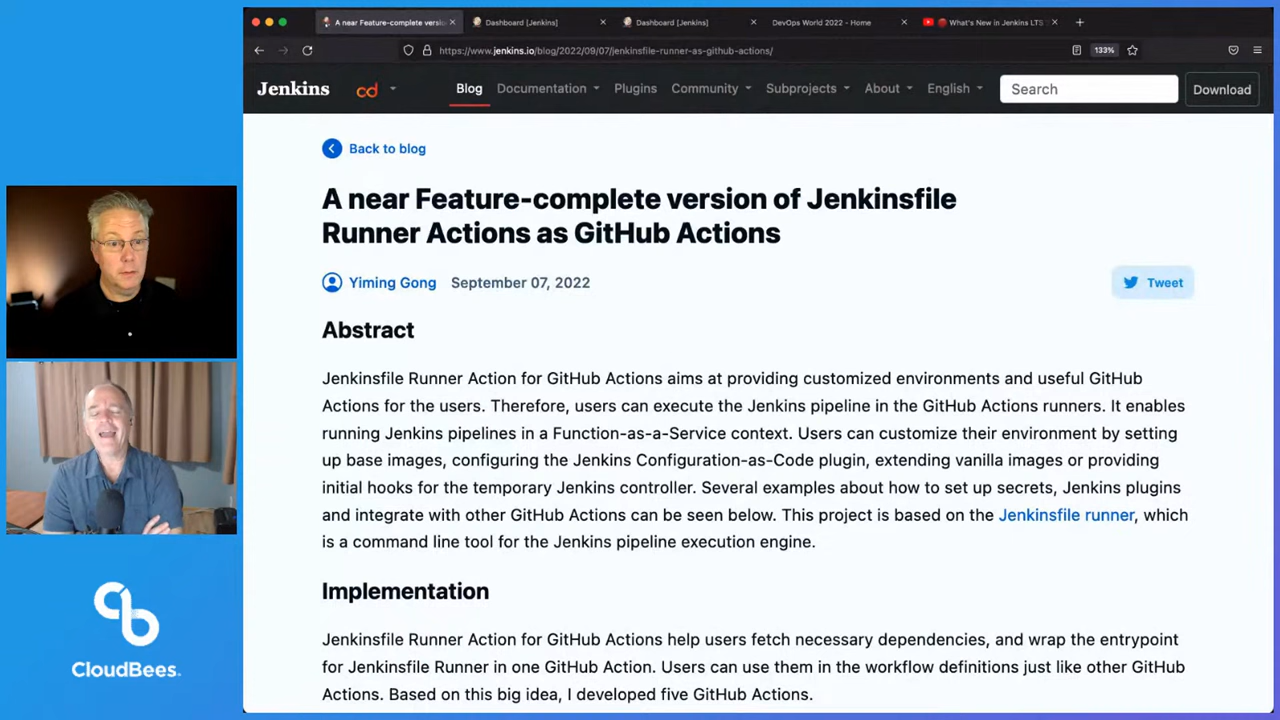 A near Feature-complete versio
Dashboard [Jenkins]
Dashboard [Jenkins]
DevOps World 2022 - Home
What's New in Jenkins LTS
https://www.jenkins.io/blog/2022/09/07/jenkinsfile-runner-as-github-actions/
133%
Jenkins
cd
Blog
Documentation
Plugins
Community
Subprojects
About
English
Search
Download
Back to blog
A near Feature-complete version of Jenkinsfile
Runner Actions as GitHub Actions
Yiming Gong September 07, 2022
Tweet
Abstract
Jenkinsfile Runner Action for GitHub Actions aims at providing customized environments and useful GitHub
Actions for the users. Therefore, users can execute the Jenkins pipeline in the GitHub Actions runners. It enables
running Jenkins pipelines in a Function-as-a-Service context. Users can customize their environment by setting
up base images, configuring the Jenkins Configuration-as-Code plugin, extending vanilla images or providing
initial hooks for the temporary Jenkins controller. Several examples about how to set up secrets, Jenkins plugins
and integrate with other GitHub Actions can be seen below. This project is based on the Jenkinsfile runner, which
is a command line tool for the Jenkins pipeline execution engine.
Implementation
Jenkinsfile Runner Action for GitHub Actions help users fetch necessary dependencies, and wrap the entrypoint
for Jenkinsfile Runner in one GitHub Action. Users can use them in the workflow definitions just like other GitHub
Actions. Based on this big idea, I developed five GitHub Actions.
CloudBees.